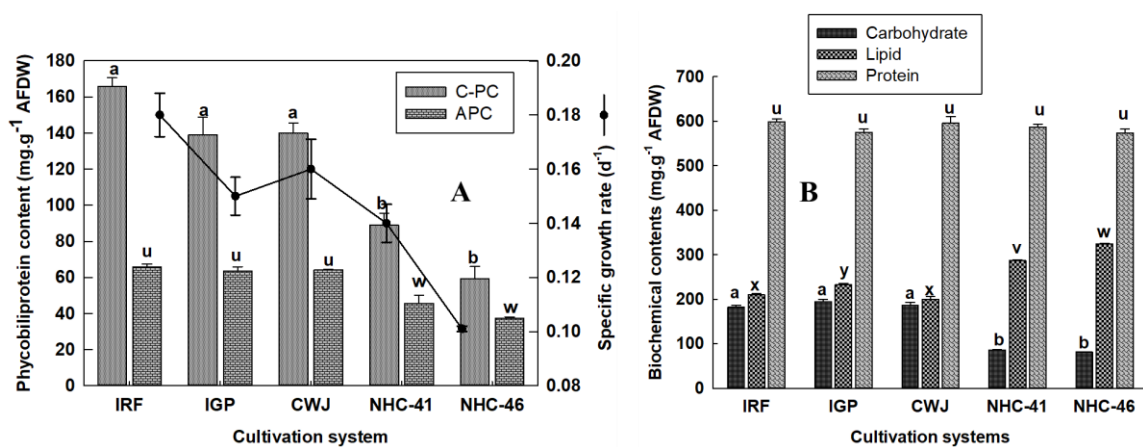 Phycobiliprotein content (mg.g⁻¹ AFDW)
180
160
140
120
100
80
60
40
20
0
a
u
a
u
a
u
b
w
b
w
C-PC
APC
A
0.20
0.18
0.16
0.14
0.12
0.10
0.08
Specific growth rate (d⁻¹)
IRF IGP CWJ NHC-41 NHC-46
Cultivation system
Carbohydrate
Lipid
Protein
Biochemical contents (mg.g⁻¹ AFDW)
700
600
500
400
300
200
100
0
B
a x u
a y u
a x u
b v u
b w u
IRF IGP CWJ NHC-41 NHC-46
Cultivation systems